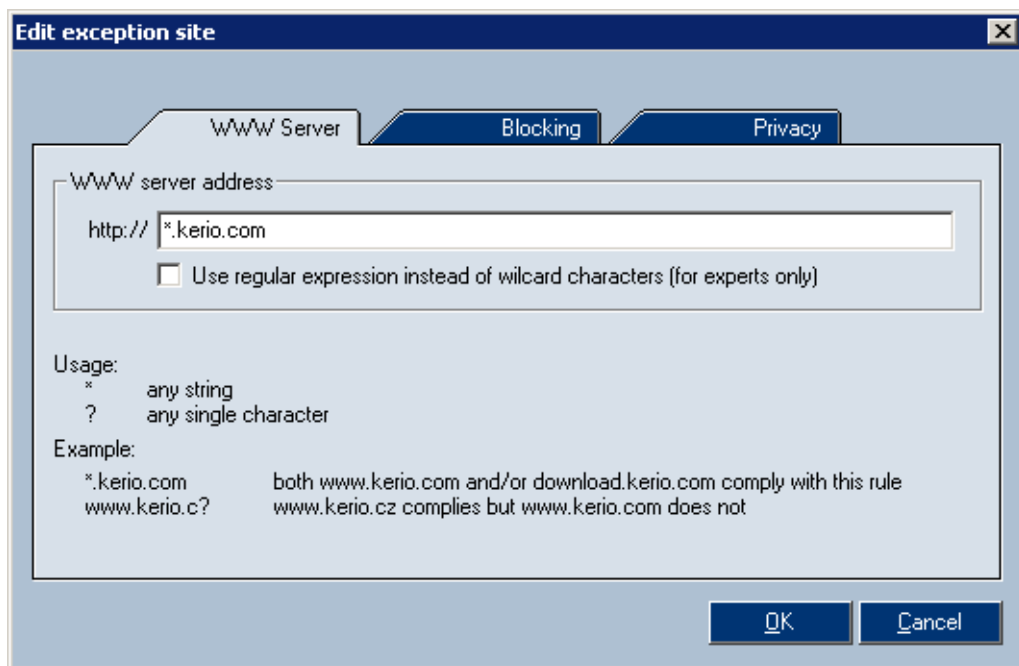 Edit exception site
WWW Server Blocking Privacy
WWW server address
http:// *.kerio.com
Use regular expression instead of wilcard characters (for experts only)
Usage:
* any string
? any single character
Example:
*.kerio.com both www.kerio.com and/or download.kerio.com comply with this rule
www.kerio.c? www.kerio.cz complies but www.kerio.com does not
OK Cancel